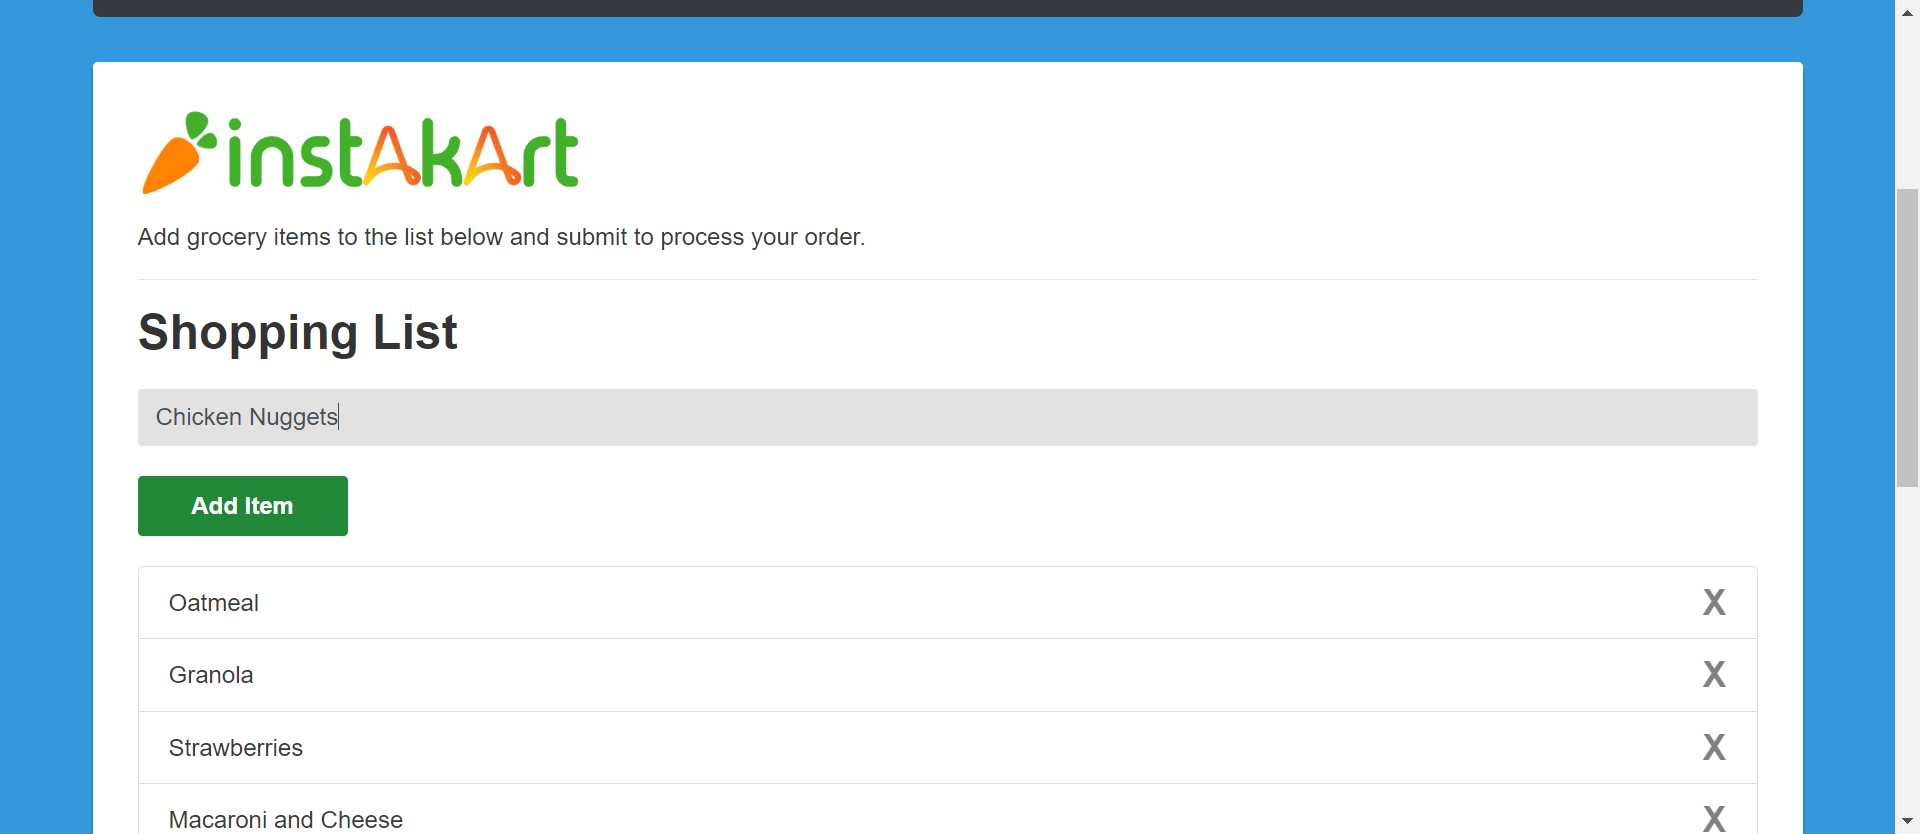 instAkArt
Add grocery items to the list below and submit to process your order.
Shopping List
Chicken Nuggets
Add Item
Oatmeal X
Granola X
Strawberries X
Macaroni and Cheese X